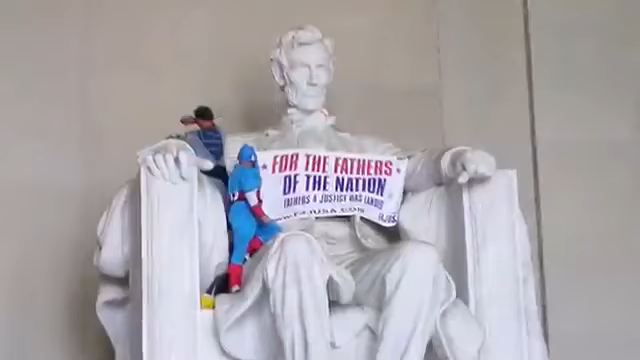 FOR THE FATHERS
OF THE NATION
FATHERS 4 JUSTICE HAS LANDED